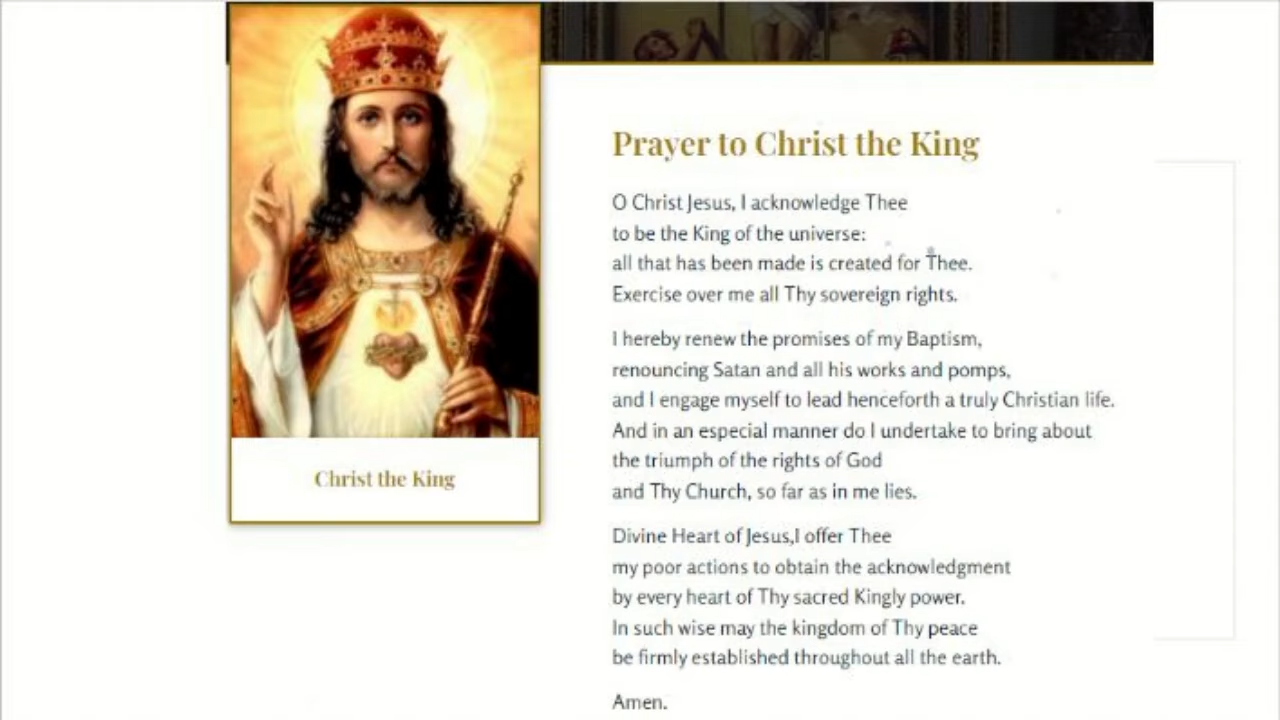 Prayer to Christ the King
O Christ Jesus, I acknowledge Thee
to be the King of the universe:
all that has been made is created for Thee.
Exercise over me all Thy sovereign rights.
I hereby renew the promises of my Baptism,
renouncing Satan and all his works and pomps,
and I engage myself to lead henceforth a truly Christian life.
And in an especial manner do I undertake to bring about
the triumph of the rights of God
and Thy Church, so far as in me lies.
Divine Heart of Jesus,I offer Thee
my poor actions to obtain the acknowledgment
by every heart of Thy sacred Kingly power.
In such wise may the kingdom of Thy peace
be firmly established throughout all the earth.
Amen.
Christ the King